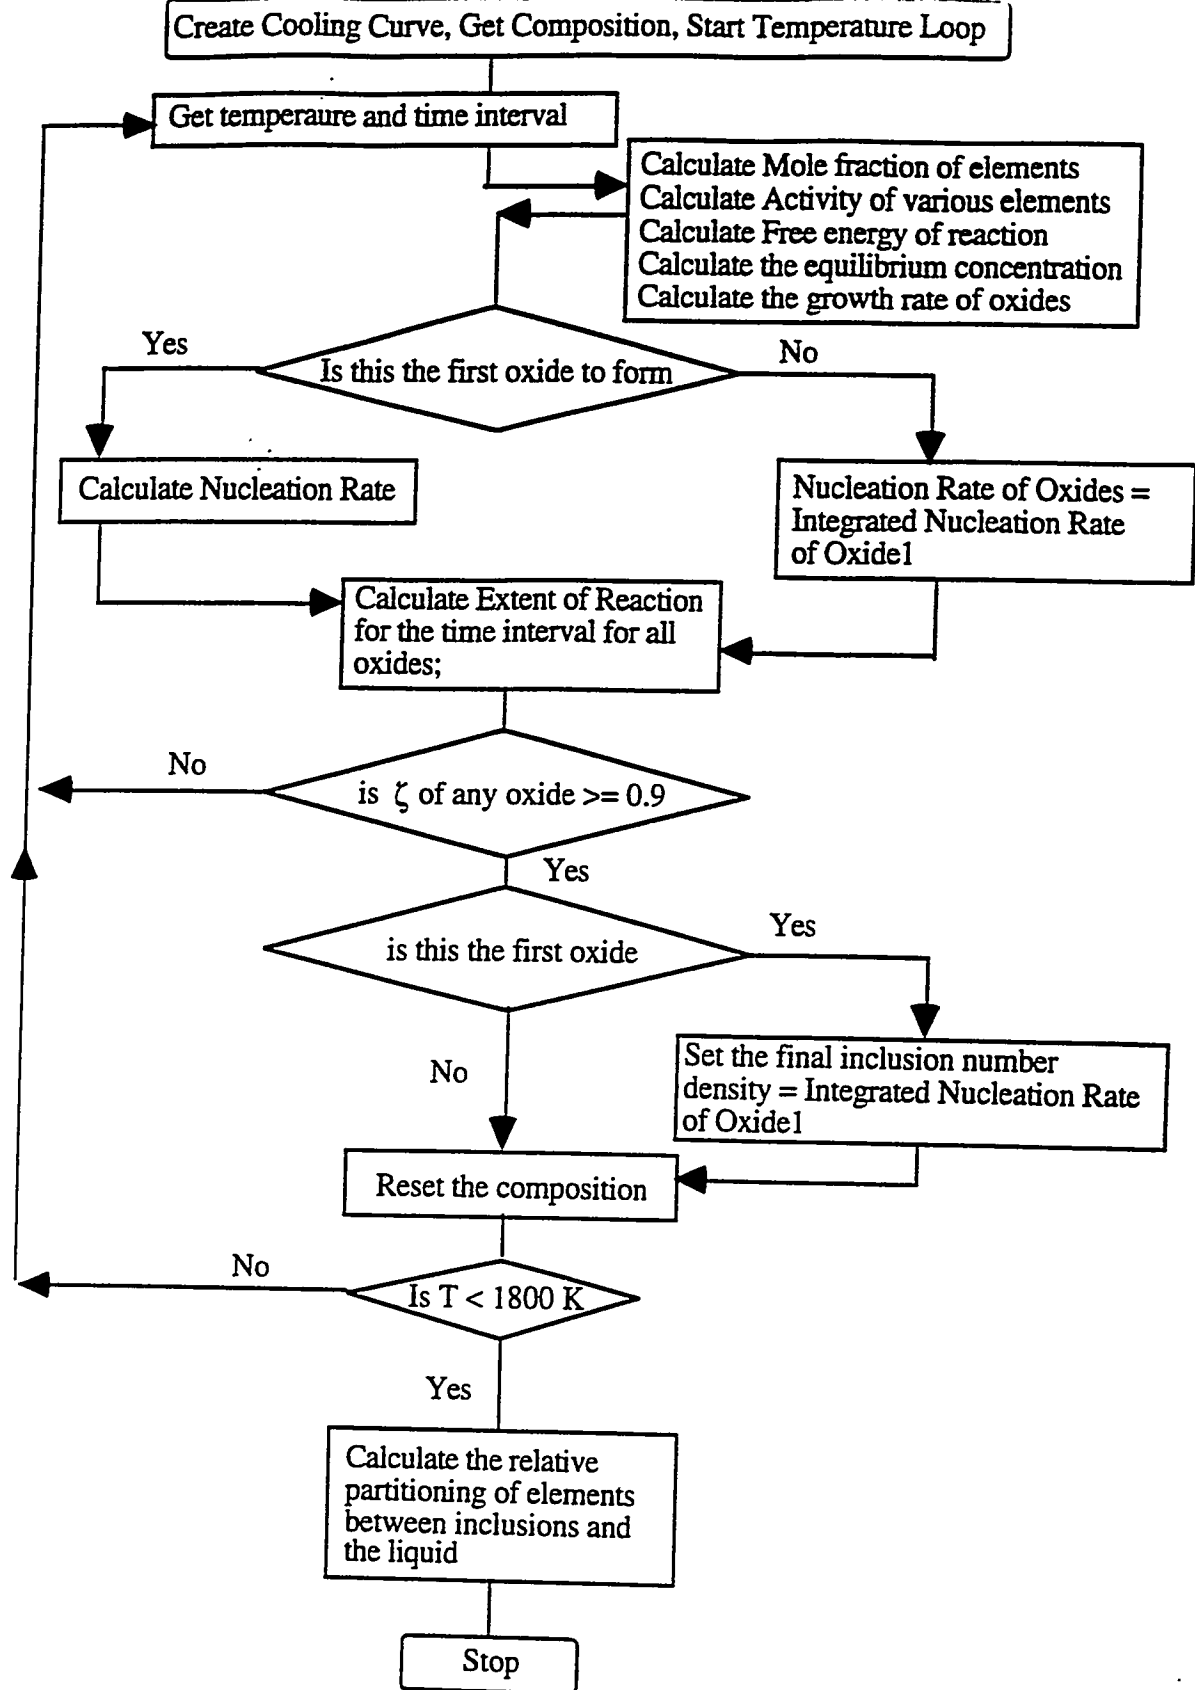 Create Cooling Curve, Get Composition, Start Temperature Loop
Get temperaure and time interval
Calculate Mole fraction of elements
Calculate Activity of various elements
Calculate Free energy of reaction
Calculate the equilibrium concentration
Calculate the growth rate of oxides
Yes
Is this the first oxide to form
No
Calculate Nucleation Rate
Nucleation Rate of Oxides =
Integrated Nucleation Rate
of Oxide1
Calculate Extent of Reaction
for the time interval for all
oxides;
No
is ζ of any oxide >= 0.9
Yes
is this the first oxide
Yes
No
Set the final inclusion number
density = Integrated Nucleation Rate
of Oxide1
Reset the composition
No
Is T < 1800 K
Yes
Calculate the relative
partitioning of elements
between inclusions and
the liquid
Stop